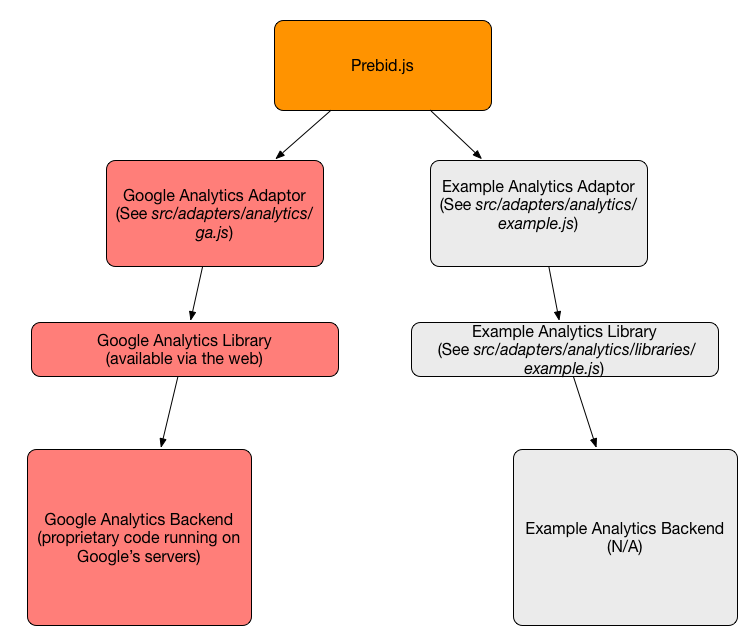 Prebid.js
Google Analytics Adaptor
(See src/adapters/analytics/
ga.js)
Example Analytics Adaptor
(See src/adapters/analytics/
example.js)
Google Analytics Library
(available via the web)
Example Analytics Library
(See src/adapters/analytics/libraries/
example.js)
Google Analytics Backend
(proprietary code running on
Google's servers)
Example Analytics Backend
(N/A)